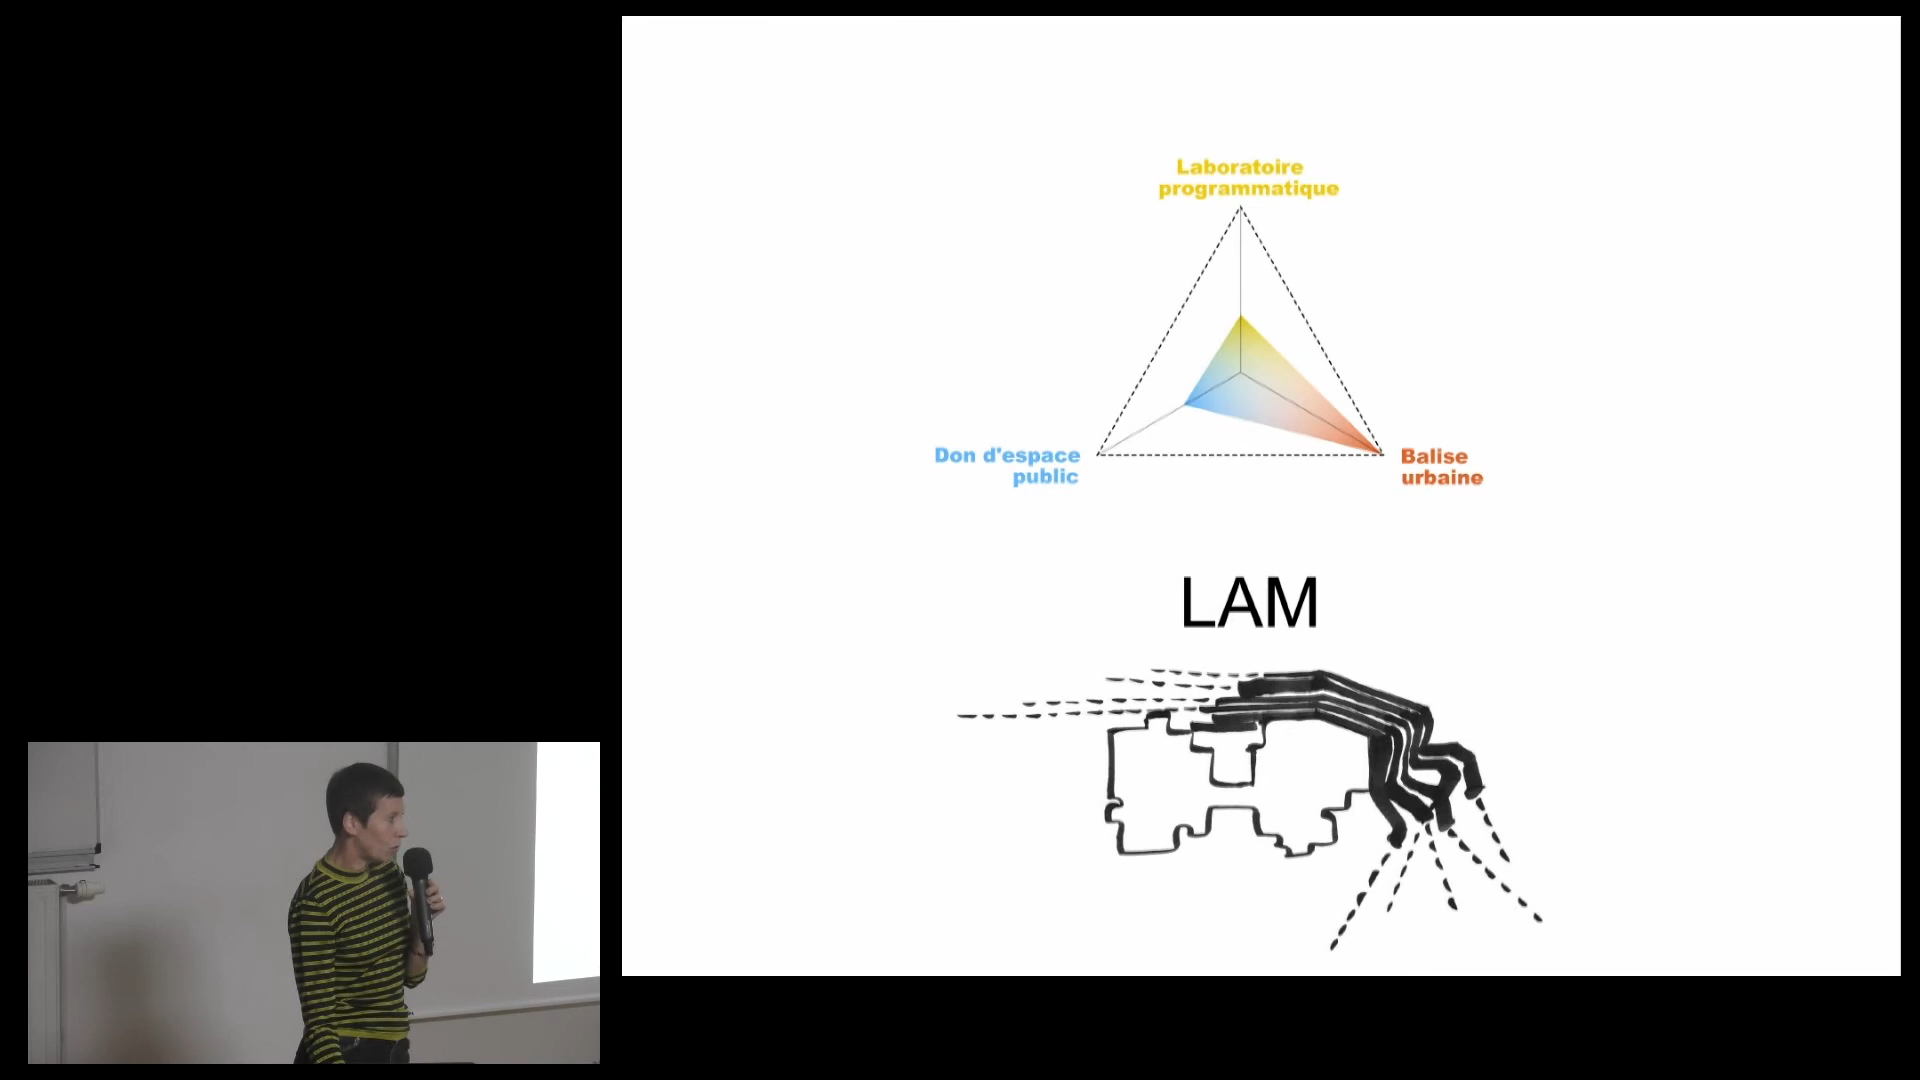 Laboratoire
programmatique
Don d'espace
public
Balise
urbaine
LAM